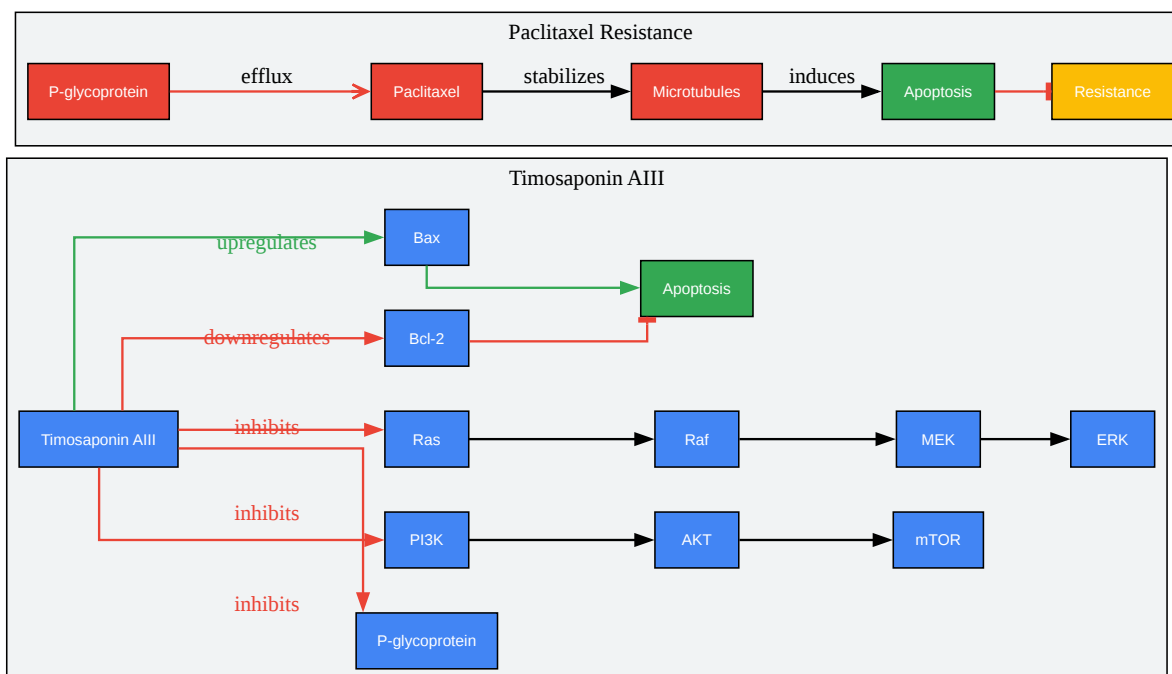 Paclitaxel Resistance
P-glycoprotein
efflux
Paclitaxel
stabilizes
Microtubules
induces
Apoptosis
Resistance
Timosaponin AIII
upregulates
Bax
Apoptosis
downregulates
Bcl-2
Timosaponin AIII
inhibits
Ras
Raf
MEK
ERK
inhibits
PI3K
AKT
mTOR
inhibits
P-glycoprotein